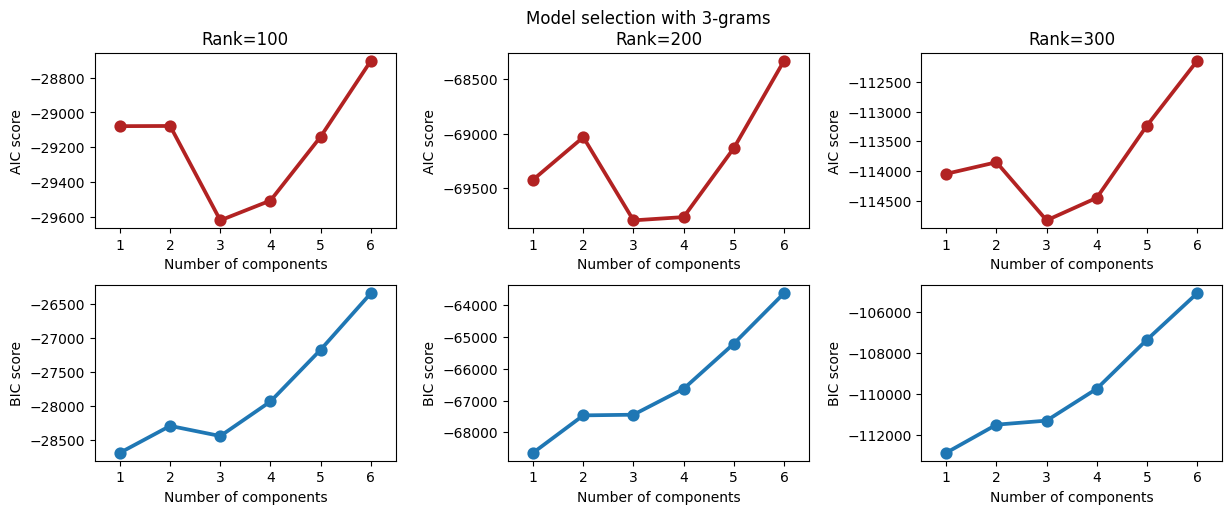 Model selection with 3-grams
Rank=100
−28800
−29000
−29200
−29400
−29600
AIC score
1 2 3 4 5 6
Number of components
Rank=200
−68500
−69000
−69500
AIC score
1 2 3 4 5 6
Number of components
Rank=300
−112500
−113000
−113500
−114000
−114500
AIC score
1 2 3 4 5 6
Number of components
−26500
−27000
−27500
−28000
−28500
BIC score
1 2 3 4 5 6
Number of components
−64000
−65000
−66000
−67000
−68000
BIC score
1 2 3 4 5 6
Number of components
−106000
−108000
−110000
−112000
BIC score
1 2 3 4 5 6
Number of components